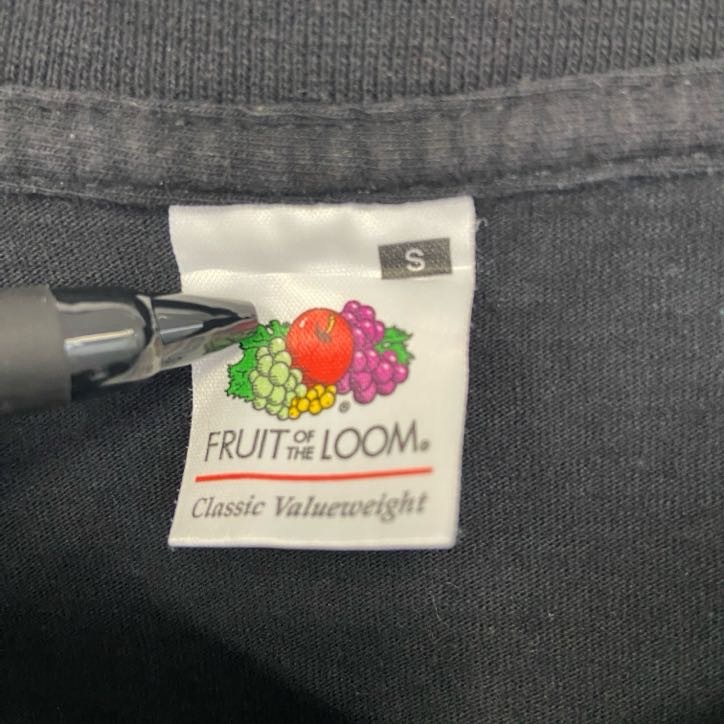 S
®
FRUIT OF THE LOOM®
Classic Valueweight